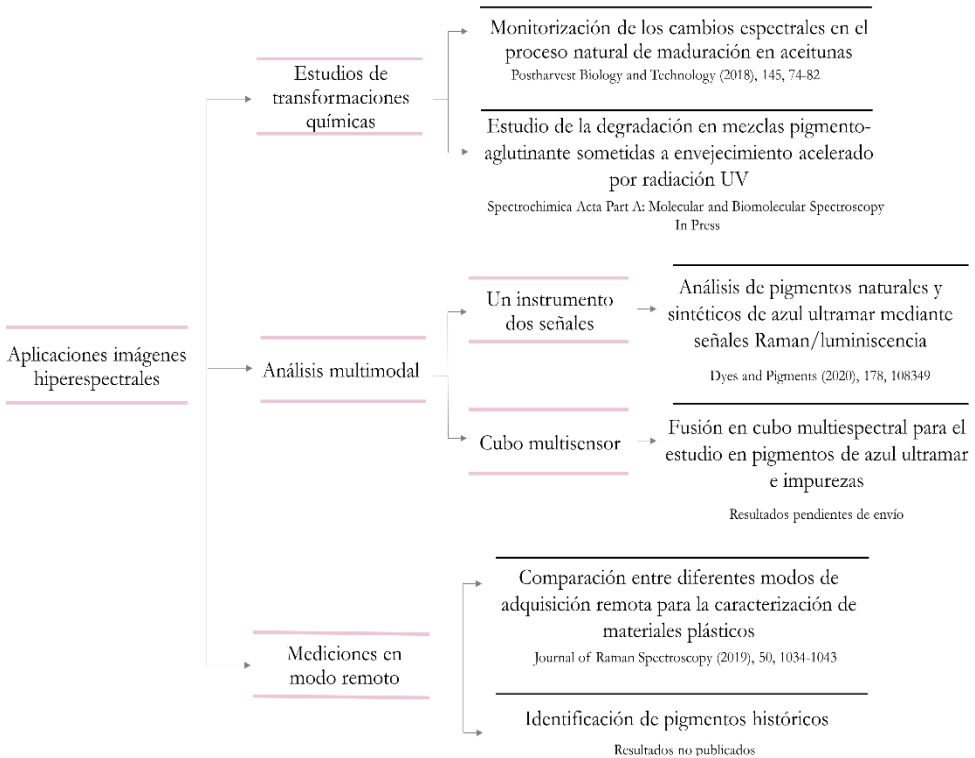 Monitorización de los cambios espectrales en el
proceso natural de maduración en aceitunas
Postharvest Biology and Technology (2018), 145, 74-82
Estudios de
transformaciones
químicas
Estudio de la degradación en mezclas pigmento-
aglutinante sometidas a envejecimiento acelerado
por radiación UV
Spectrochimica Acta Part A: Molecular and Biomolecular Spectroscopy
In Press
Aplicaciones imágenes
hiperespectrales
Análisis multimodal
Un instrumento
dos señales
Análisis de pigmentos naturales y
sintéticos de azul ultramar mediante
señales Raman/luminiscencia
Dyes and Pigments (2020), 178, 108349
Cubo multisensor
Fusión en cubo multiespectral para el
estudio en pigmentos de azul ultramar
e impurezas
Resultados pendientes de envío
Mediciones en
modo remoto
Comparación entre diferentes modos de
adquisición remota para la caracterización de
materiales plásticos
Journal of Raman Spectroscopy (2019), 50, 1034-1043
Identificación de pigmentos históricos
Resultados no publicados